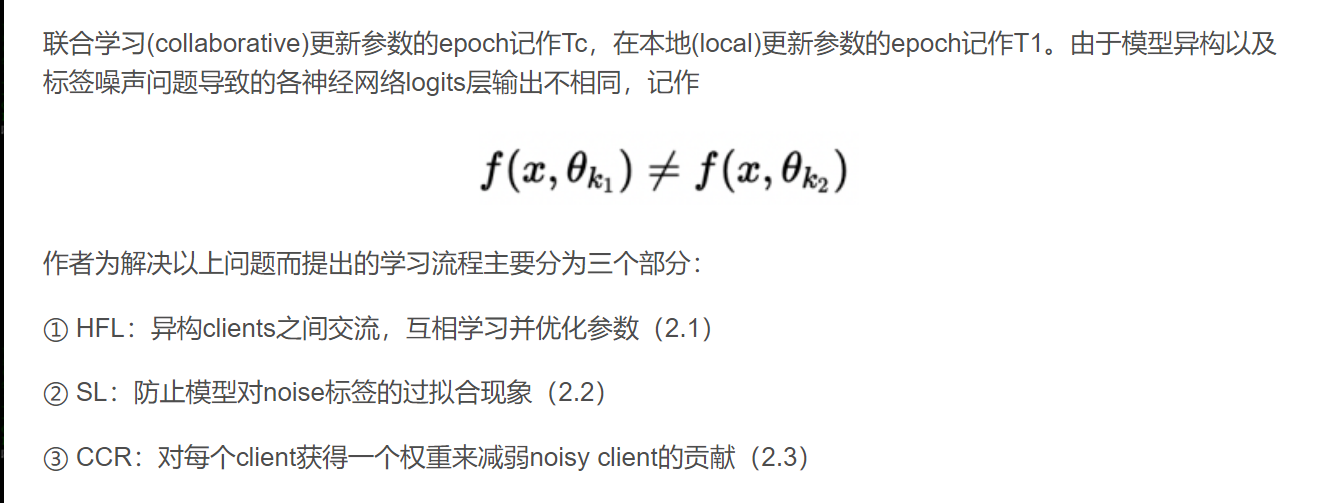 联合学习(collaborative)更新参数的epoch记作Tc，在本地(local)更新参数的epoch记作T1。由于模型异构以及
标签噪声问题导致的各神经网络logits层输出不相同，记作
f(x, θ_{k_1}) ≠ f(x, θ_{k_2})
作者为解决以上问题而提出的学习流程主要分为三个部分：
① HFL：异构clients之间交流，互相学习并优化参数（2.1）
② SL：防止模型对noise标签的过拟合现象（2.2）
③ CCR：对每个client获得一个权重来减弱noisy client的贡献（2.3）